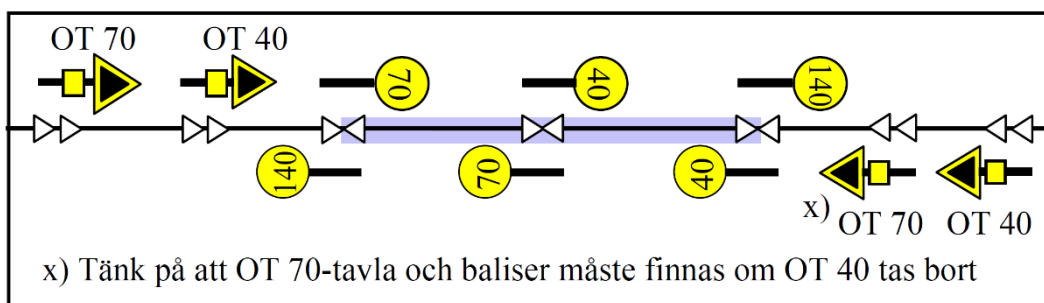 OT 70 OT 40
70 40 140
140 70 40
x) OT 70 OT 40
x) Tänk på att OT 70-tavla och baliser måste finnas om OT 40 tas bort